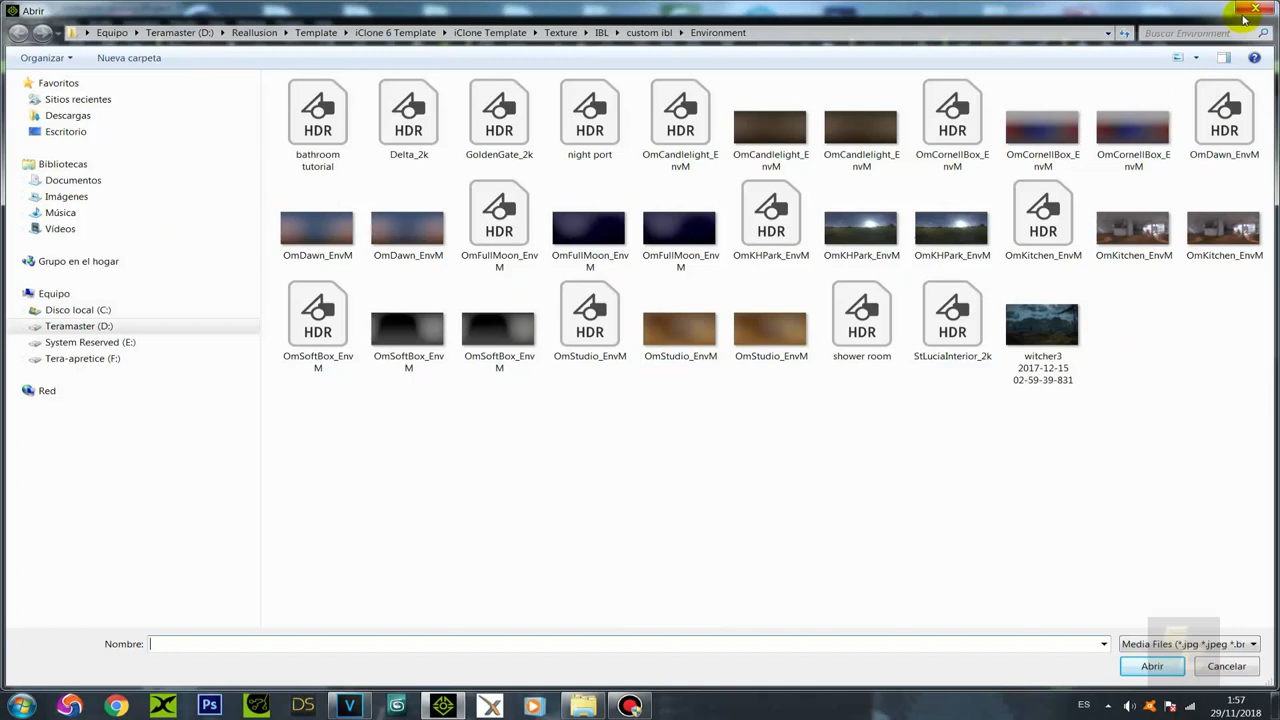 Abrir
Equipo ▸ Teramaster (D:) ▸ Reallusion ▸ Template ▸ iClone 6 Template ▸ iClone Template ▸ Texture ▸ IBL ▸ custom ibl ▸ Environment
Buscar Environment
Organizar Nueva carpeta
Favoritos
Sitios recientes
Descargas
Escritorio
Bibliotecas
Documentos
Imágenes
Música
Vídeos
Grupo en el hogar
Equipo
Disco local (C:)
Teramaster (D:)
System Reserved (E:)
Tera-apretice (F:)
Red
HDR HDR HDR HDR HDR HDR HDR
bathroom tutorial
Delta_2k
GoldenGate_2k
night port
OmCandlelight_EnvM
OmCandlelight_EnvM
OmCandlelight_EnvM
OmCornellBox_EnvM
OmCornellBox_EnvM
OmCornellBox_EnvM
OmDawn_EnvM
HDR HDR HDR
OmDawn_EnvM
OmDawn_EnvM
OmFullMoon_EnvM
OmFullMoon_EnvM
OmFullMoon_EnvM
OmKHPark_EnvM
OmKHPark_EnvM
OmKHPark_EnvM
OmKitchen_EnvM
OmKitchen_EnvM
OmKitchen_EnvM
HDR HDR HDR HDR
OmSoftBox_EnvM
OmSoftBox_EnvM
OmSoftBox_EnvM
OmStudio_EnvM
OmStudio_EnvM
OmStudio_EnvM
shower room
StLuciaInterior_2k
witcher3
2017-12-15
02-59-39-831
Nombre:
Media Files (*.jpg *.jpeg *.br
Abrir Cancelar
Ps DS V
ES
1:57
29/11/2018